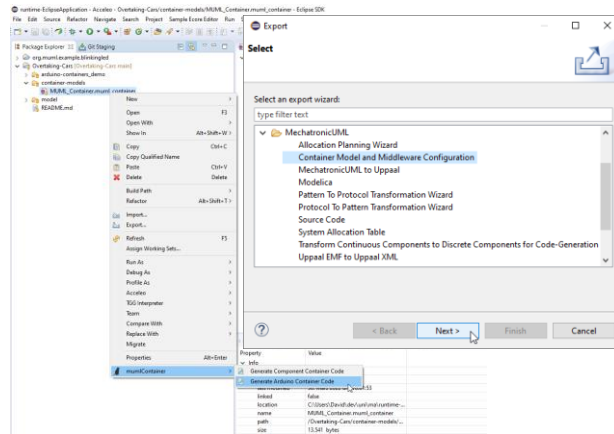 runtime-EclipseApplication - Acceleo - Overtaking-Cars/container-models/MUML_Container.muml_container - Eclipse SDK
File Edit Source Refactor Navigate Search Project Sample Ecore Editor Run
Package Explorer Git Staging
org.muml.example.blinkingled
Overtaking-Cars [Overtaking-Cars main]
arduino-containers_demo
container-models
MUML_Container.muml_container
model
README.md
New
Open F3
Open With
Show In Alt+Shift+W
Copy Ctrl+C
Copy Qualified Name
Paste Ctrl+V
Delete Delete
Build Path
Refactor Alt+Shift+T
Import...
Export...
Refresh F5
Assign Working Sets...
Run As
Debug As
Profile As
Acceleo
TGG Interpreter
Team
Compare With
Replace With
Migrate
Properties Alt+Enter
mumlContainer
Generate Component Container Code
Generate Arduino Container Code
Export
Select
Select an export wizard:
type filter text
MechatronicUML
Allocation Planning Wizard
Container Model and Middleware Configuration
MechatronicUML to Uppaal
Modelica
Pattern To Protocol Transformation Wizard
Protocol To Pattern Transformation Wizard
Source Code
System Allocation Table
Transform Continuous Components to Discrete Components for Code-Generation
Uppaal EMF to Uppaal XML
< Back Next > Finish Cancel
Property Value
Info
linked false
location
name MUML_Container.muml_container
path /Overtaking-Cars/container-models/...
size 13.541 bytes